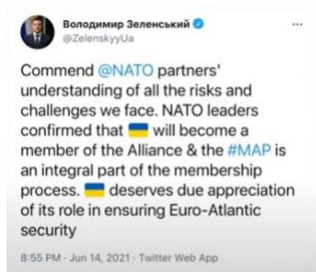 Володимир Зеленський
@ZelenskyyUa
Commend @NATO partners'
understanding of all the risks and
challenges we face. NATO leaders
confirmed that 🇺🇦 will become a
member of the Alliance & the #MAP is
an integral part of the membership
process. 🇺🇦 deserves due appreciation
of its role in ensuring Euro-Atlantic
security
8:55 PM · Jun 14, 2021 · Twitter Web App